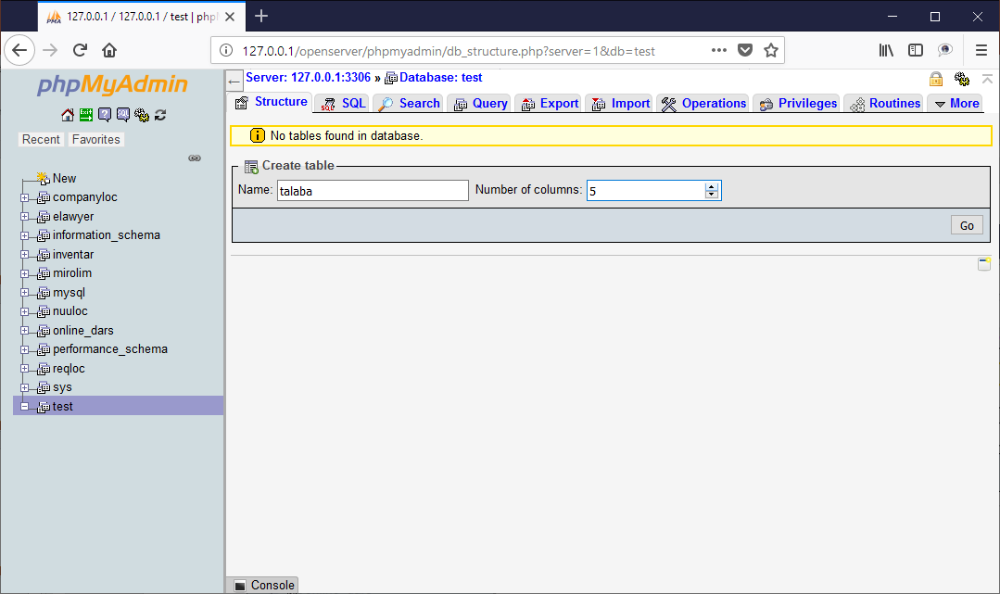 127.0.0.1 / 127.0.0.1 / test | phpl
127.0.0.1/openserver/phpmyadmin/db_structure.php?server=1&db=test
phpMyAdmin
Recent Favorites
New
companyloc
elawyer
information_schema
inventar
mirolim
mysql
nuuloc
online_dars
performance_schema
reqloc
sys
test
Server: 127.0.0.1:3306 » Database: test
Structure SQL Search Query Export Import Operations Privileges Routines More
No tables found in database.
Create table
Name: talaba Number of columns: 5
Go
Console